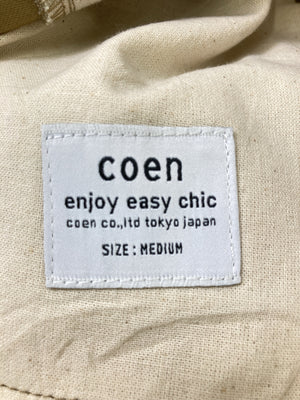 coen
enjoy easy chic
coen co.,ltd tokyo japan
SIZE : MEDIUM